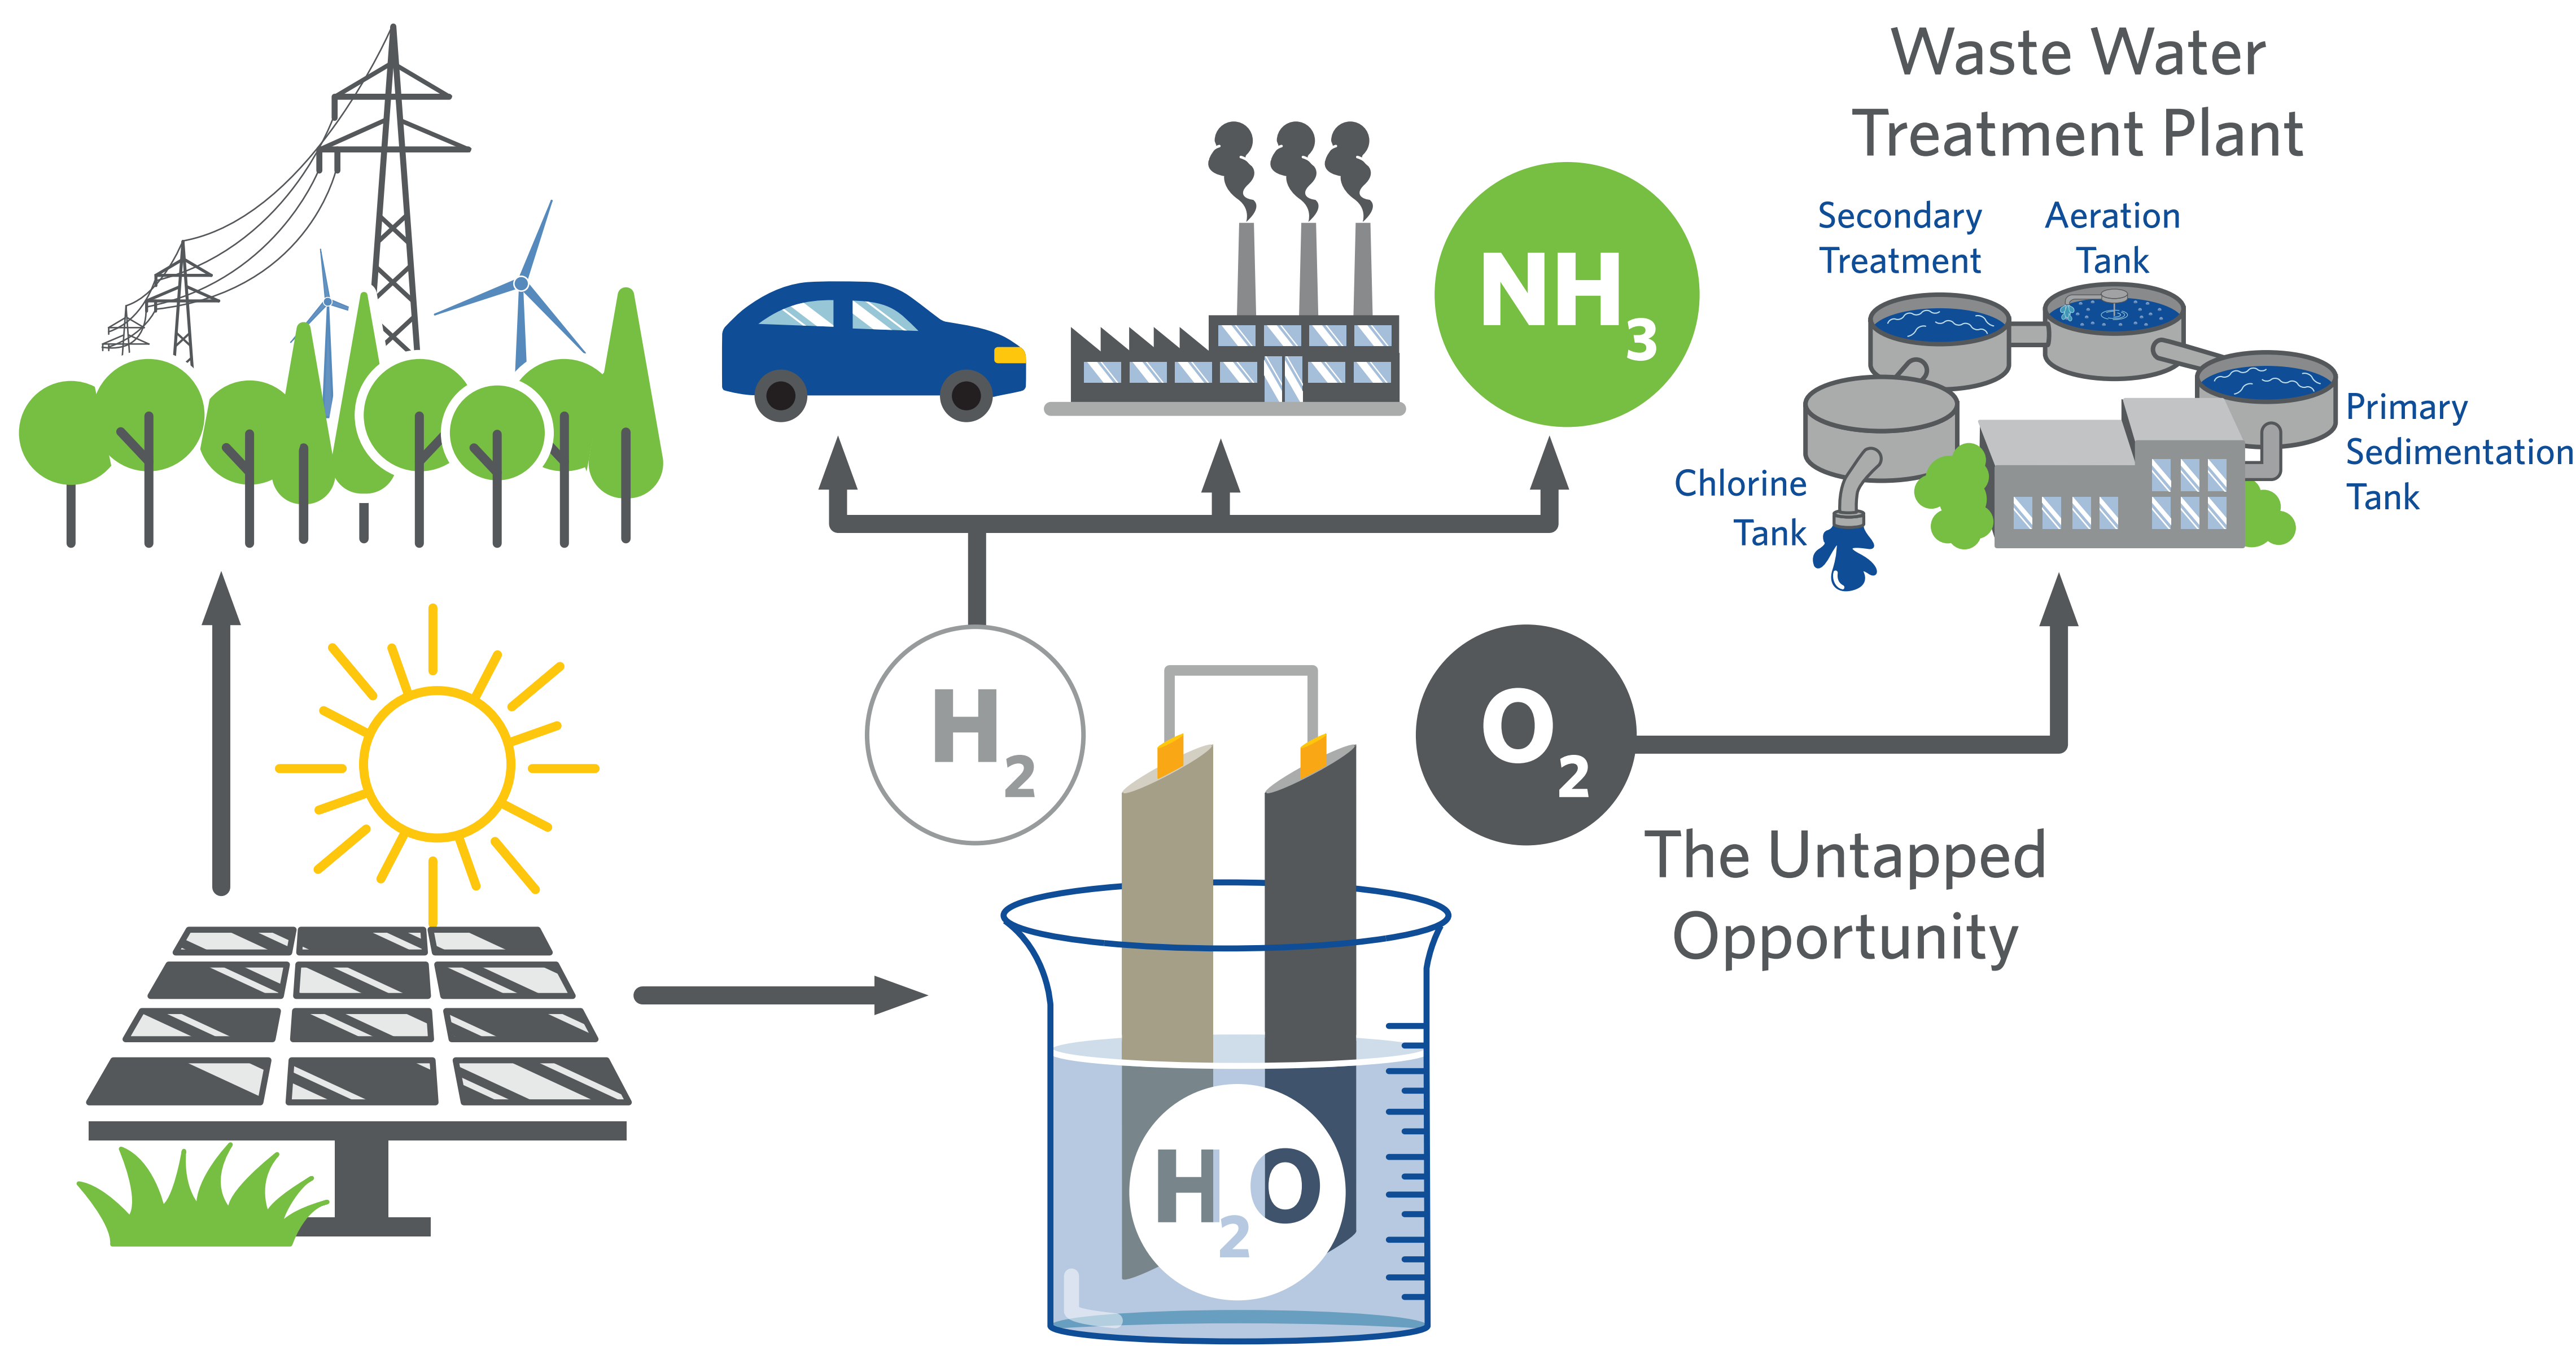 Waste Water
Treatment Plant
Secondary
Treatment
Aeration
Tank
NH₃
Primary
Sedimentation
Tank
Chlorine
Tank
H₂
O₂
The Untapped
Opportunity
H₂O